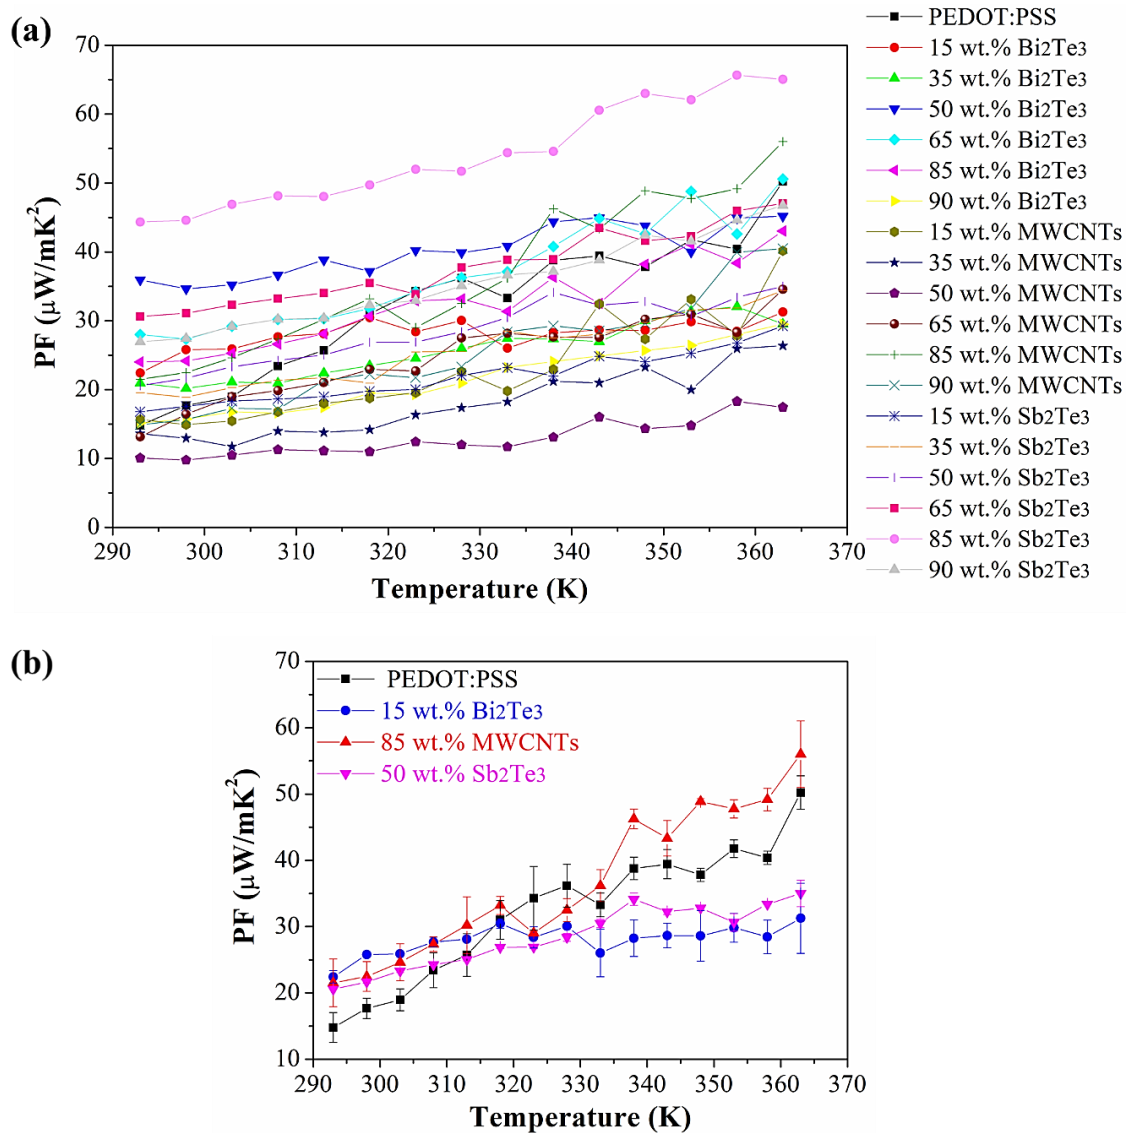 (a)
PF (μW/mK²)
70
60
50
40
30
20
10
0
290 300 310 320 330 340 350 360 370
Temperature (K)
PEDOT:PSS
15 wt.% Bi2Te3
35 wt.% Bi2Te3
50 wt.% Bi2Te3
65 wt.% Bi2Te3
85 wt.% Bi2Te3
90 wt.% Bi2Te3
15 wt.% MWCNTs
35 wt.% MWCNTs
50 wt.% MWCNTs
65 wt.% MWCNTs
85 wt.% MWCNTs
90 wt.% MWCNTs
15 wt.% Sb2Te3
35 wt.% Sb2Te3
50 wt.% Sb2Te3
65 wt.% Sb2Te3
85 wt.% Sb2Te3
90 wt.% Sb2Te3
(b)
PF (μW/mK²)
70
60
50
40
30
20
10
PEDOT:PSS
15 wt.% Bi2Te3
85 wt.% MWCNTs
50 wt.% Sb2Te3
290 300 310 320 330 340 350 360 370
Temperature (K)